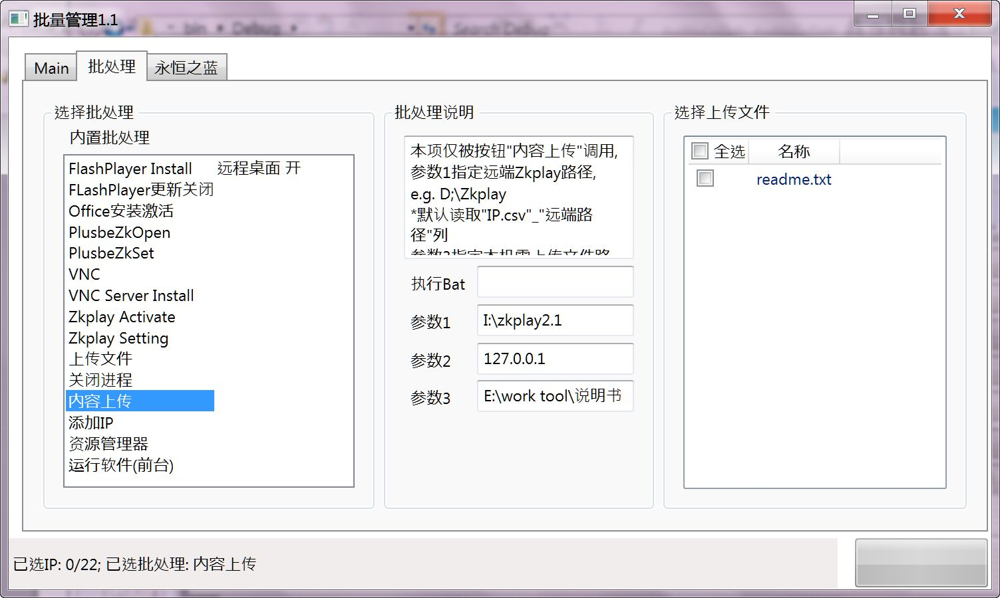 批量管理1.1
bin
Debug
Search Debug
Main
批处理
永恒之蓝
选择批处理
内置批处理
FlashPlayer Install
FLashPlayer更新关闭
Office安装激活
PlusbeZkOpen
PlusbeZkSet
VNC
VNC Server Install
Zkplay Activate
Zkplay Setting
上传文件
关闭进程
内容上传
添加IP
资源管理器
运行软件(前台)
远程桌面 开
批处理说明
本项仅被按钮"内容上传"调用,
参数1指定远端Zkplay路径,
e.g. D;\Zkplay
*默认读取"IP.csv"_"远端路
径"列
执行Bat
参数1
I:\zkplay2.1
参数2
127.0.0.1
参数3
E:\work tool\说明书
选择上传文件
全选
名称
readme.txt
已选IP: 0/22; 已选批处理: 内容上传